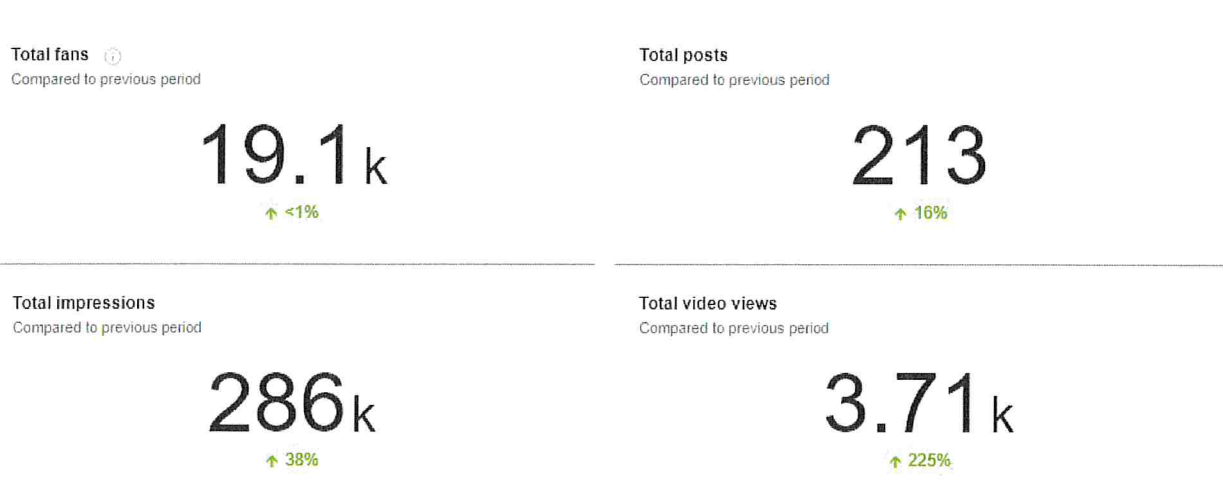 Total fans
Compared to previous period
19.1k
↑ <1%
Total posts
Compared to previous period
213
↑ 16%
Total impressions
Compared to previous period
286k
↑ 38%
Total video views
Compared to previous period
3.71k
↑ 225%